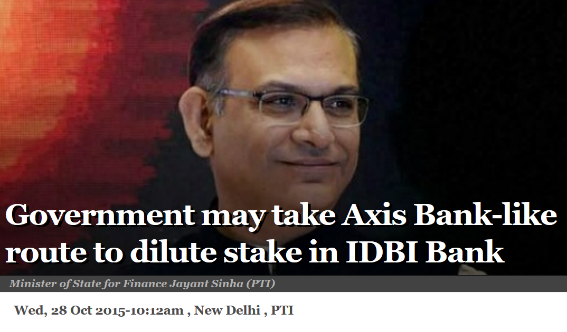 Government may take Axis Bank-like
route to dilute stake in IDBI Bank
Minister of State for Finance Jayant Sinha (PTI)
Wed, 28 Oct 2015-10:12am , New Delhi , PTI